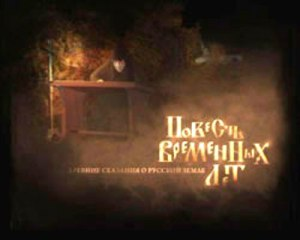 Повесть
временных
лет
Древние сказания о Русской земле